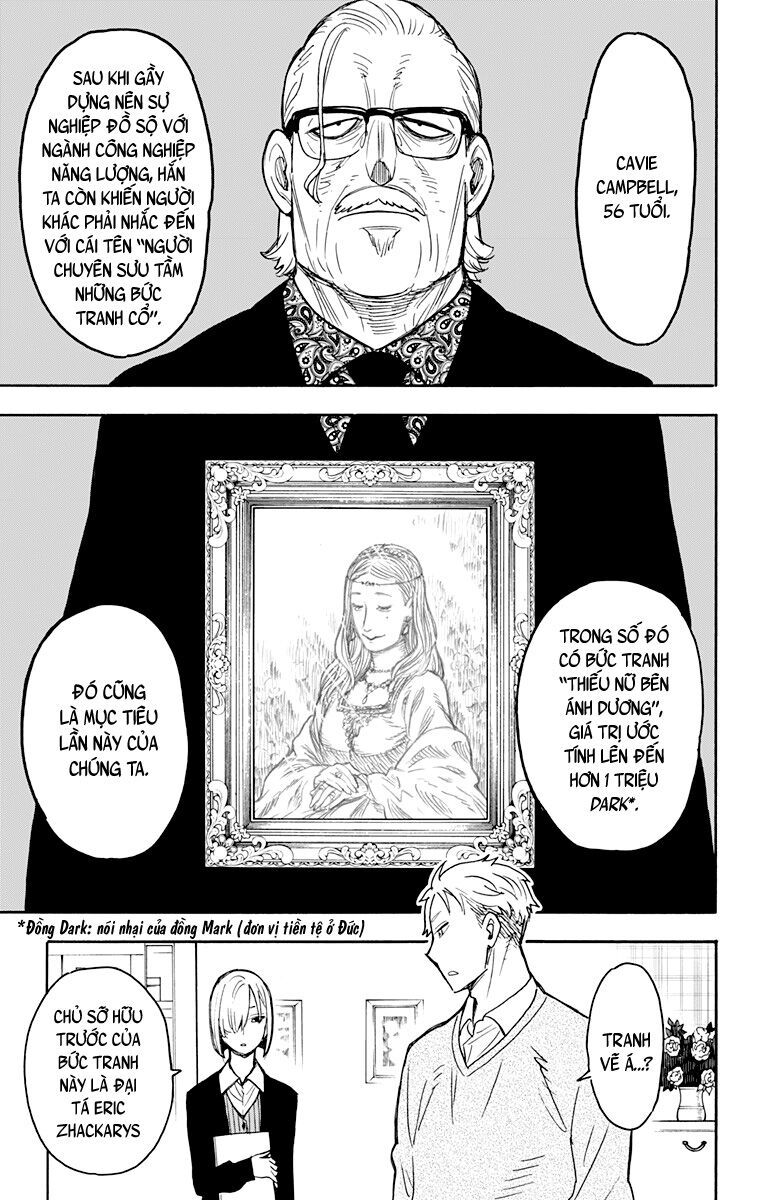 CAVIE
CAMPBELL,
56 TUỔI.
SAU KHI GẦY
DỰNG NÊN SỰ
NGHIỆP ĐỒ SỘ VỚI
NGÀNH CÔNG NGHIỆP
NĂNG LƯỢNG, HẮN
TA CÒN KHIẾN NGƯỜI
KHÁC PHẢI NHẮC ĐẾN
VỚI CÁI TÊN "NGƯỜI
CHUYÊN SƯU TẦM
NHỮNG BỨC
TRANH CỔ".
TRONG SỐ ĐÓ
CÓ BỨC TRANH
"THIẾU NỮ BÊN
ÁNH DƯƠNG",
GIÁ TRỊ ƯỚC
TÍNH LÊN ĐẾN
HƠN 1 TRIỆU
DARK*.
ĐÓ CŨNG
LÀ MỤC TIÊU
LẦN NÀY CỦA
CHÚNG TA.
*Đồng Dark: nói nhại của đồng Mark (đơn vị tiền tệ ở Đức)
TRANH
VẼ Á...?
CHỦ SỠ HỮU
TRƯỚC CỦA
BỨC TRANH
NÀY LÀ ĐẠI
TÁ ERIC
ZHACKARYS